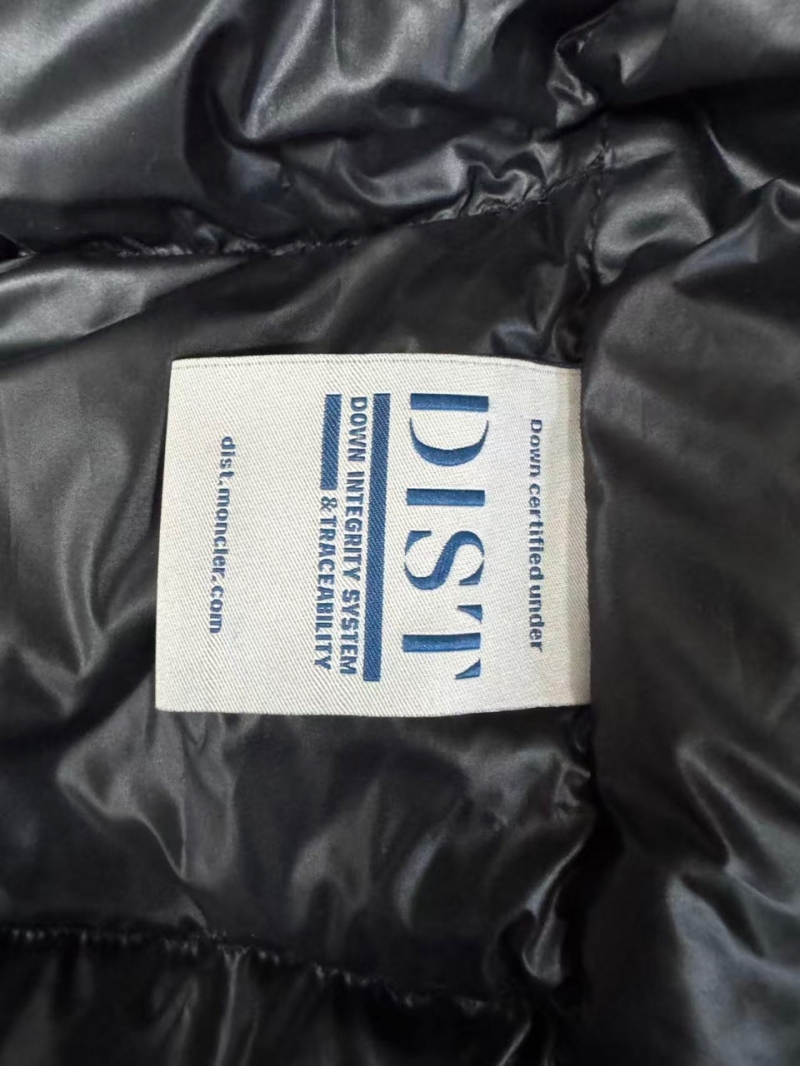 Down certified under
DIST
DOWN INTEGRITY SYSTEM
& TRACEABILITY
dist.moncler.com